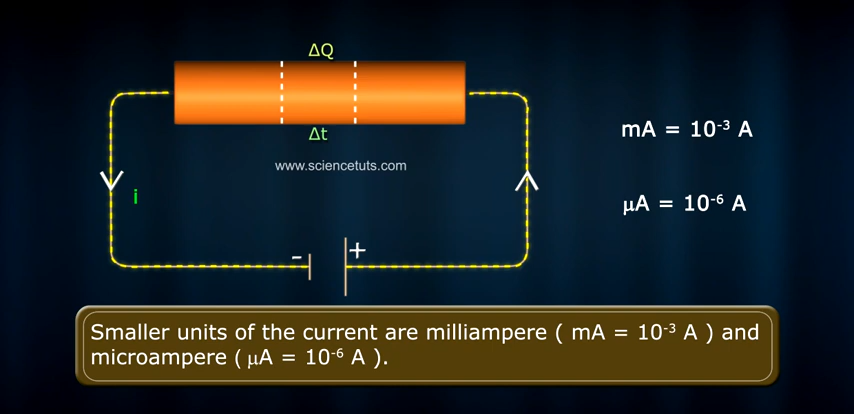 ΔQ
Δt
www.sciencetuts.com
i
- +
mA = 10⁻³ A
μA = 10⁻⁶ A
Smaller units of the current are milliampere ( mA = 10⁻³ A ) and
microampere ( μA = 10⁻⁶ A ).